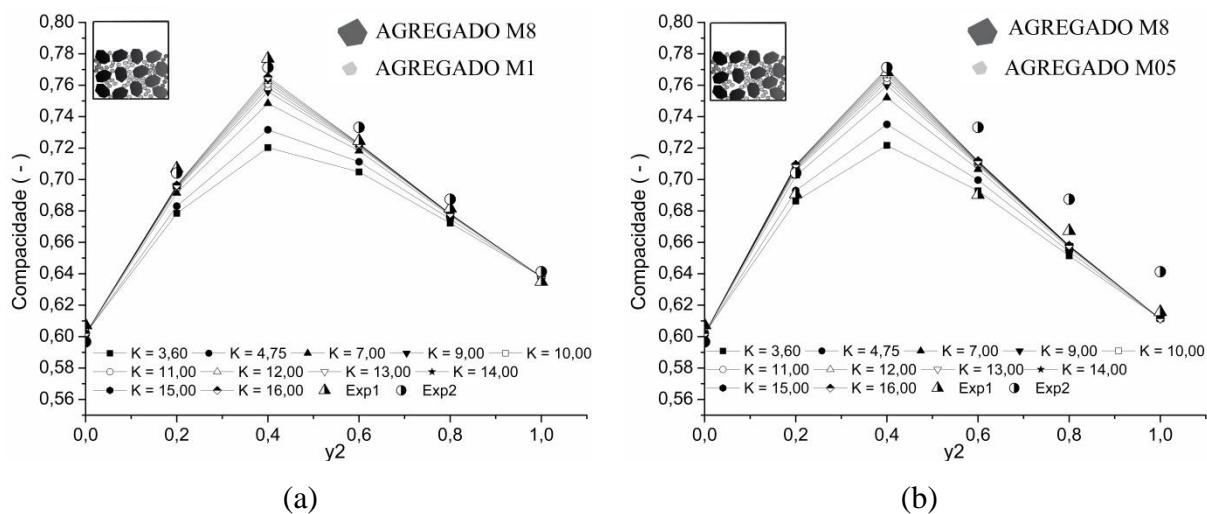 AGREGADO M8
AGREGADO M1
Compacidade ( - )
0,80
0,78
0,76
0,74
0,72
0,70
0,68
0,66
0,64
0,62
0,60
0,58
0,56
K = 3,60 K = 4,75 K = 7,00 K = 9,00 K = 10,00
K = 11,00 K = 12,00 K = 13,00 K = 14,00
K = 15,00 K = 16,00 Exp1 Exp2
0,0 0,2 0,4 0,6 0,8 1,0
y2
(a)
AGREGADO M8
AGREGADO M05
Compacidade ( - )
0,80
0,78
0,76
0,74
0,72
0,70
0,68
0,66
0,64
0,62
0,60
0,58
0,56
K = 3,60 K = 4,75 K = 7,00 K = 9,00 K = 10,00
K = 11,00 K = 12,00 K = 13,00 K = 14,00
K = 15,00 K = 16,00 Exp1 Exp2
0,0 0,2 0,4 0,6 0,8 1,0
y2
(b)